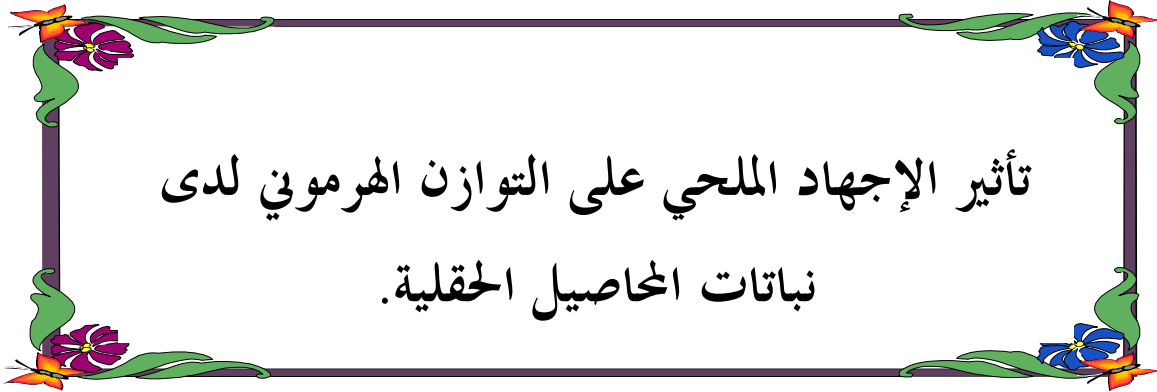 تأثير الإجهاد الملحي على التوازن الهرموني لدى
نباتات المحاصيل الحقلية.